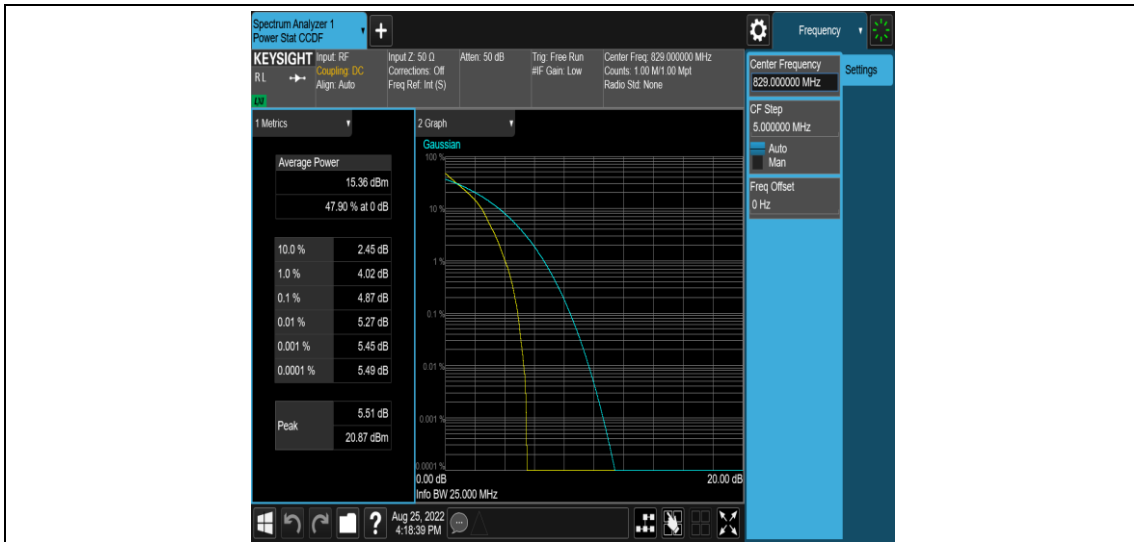 Spectrum Analyzer 1
Power Stat CCDF
+
Frequency
KEYSIGHT
RL
LXI
Input: RF
Coupling: DC
Align: Auto
Input Z: 50 Ω
Corrections: Off
Freq Ref: Int (S)
Atten: 50 dB
Trig: Free Run
#IF Gain: Low
Center Freq: 829.000000 MHz
Counts: 1.00 M/1.00 Mpt
Radio Std: None
Center Frequency
829.000000 MHz
Settings
CF Step
5.000000 MHz
Auto
Man
Freq Offset
0 Hz
1 Metrics
Average Power
15.36 dBm
47.90 % at 0 dB
10.0 % 2.45 dB
1.0 % 4.02 dB
0.1 % 4.87 dB
0.01 % 5.27 dB
0.001 % 5.45 dB
0.0001 % 5.49 dB
Peak
5.51 dB
20.87 dBm
2 Graph
Gaussian
100 %
10 %
1 %
0.1 %
0.01 %
0.001 %
0.0001 %
0.00 dB 20.00 dB
Info BW 25.000 MHz
?
Aug 25, 2022
4:18:39 PM